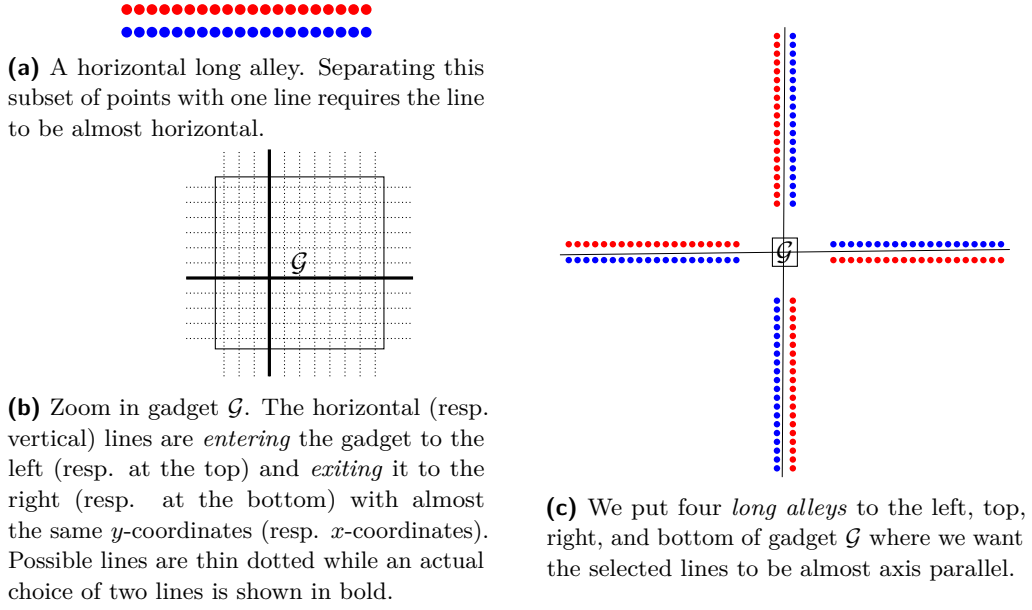 (a) A horizontal long alley. Separating this
subset of points with one line requires the line
to be almost horizontal.
𝒢
(b) Zoom in gadget 𝒢. The horizontal (resp.
vertical) lines are entering the gadget to the
left (resp. at the top) and exiting it to the
right (resp. at the bottom) with almost
the same y-coordinates (resp. x-coordinates).
Possible lines are thin dotted while an actual
choice of two lines is shown in bold.
𝒢
(c) We put four long alleys to the left, top,
right, and bottom of gadget 𝒢 where we want
the selected lines to be almost axis parallel.